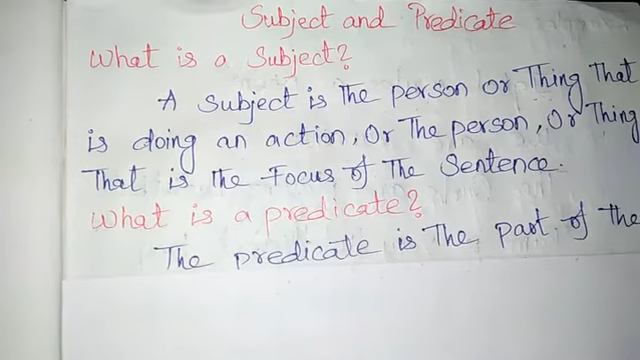 Subject and Predicate
What is a Subject?
A subject is The person or Thing That
is doing an action, Or The person, Or Thing
That is the Focus of The Sentence.
What is a predicate?
The predicate is The part of the